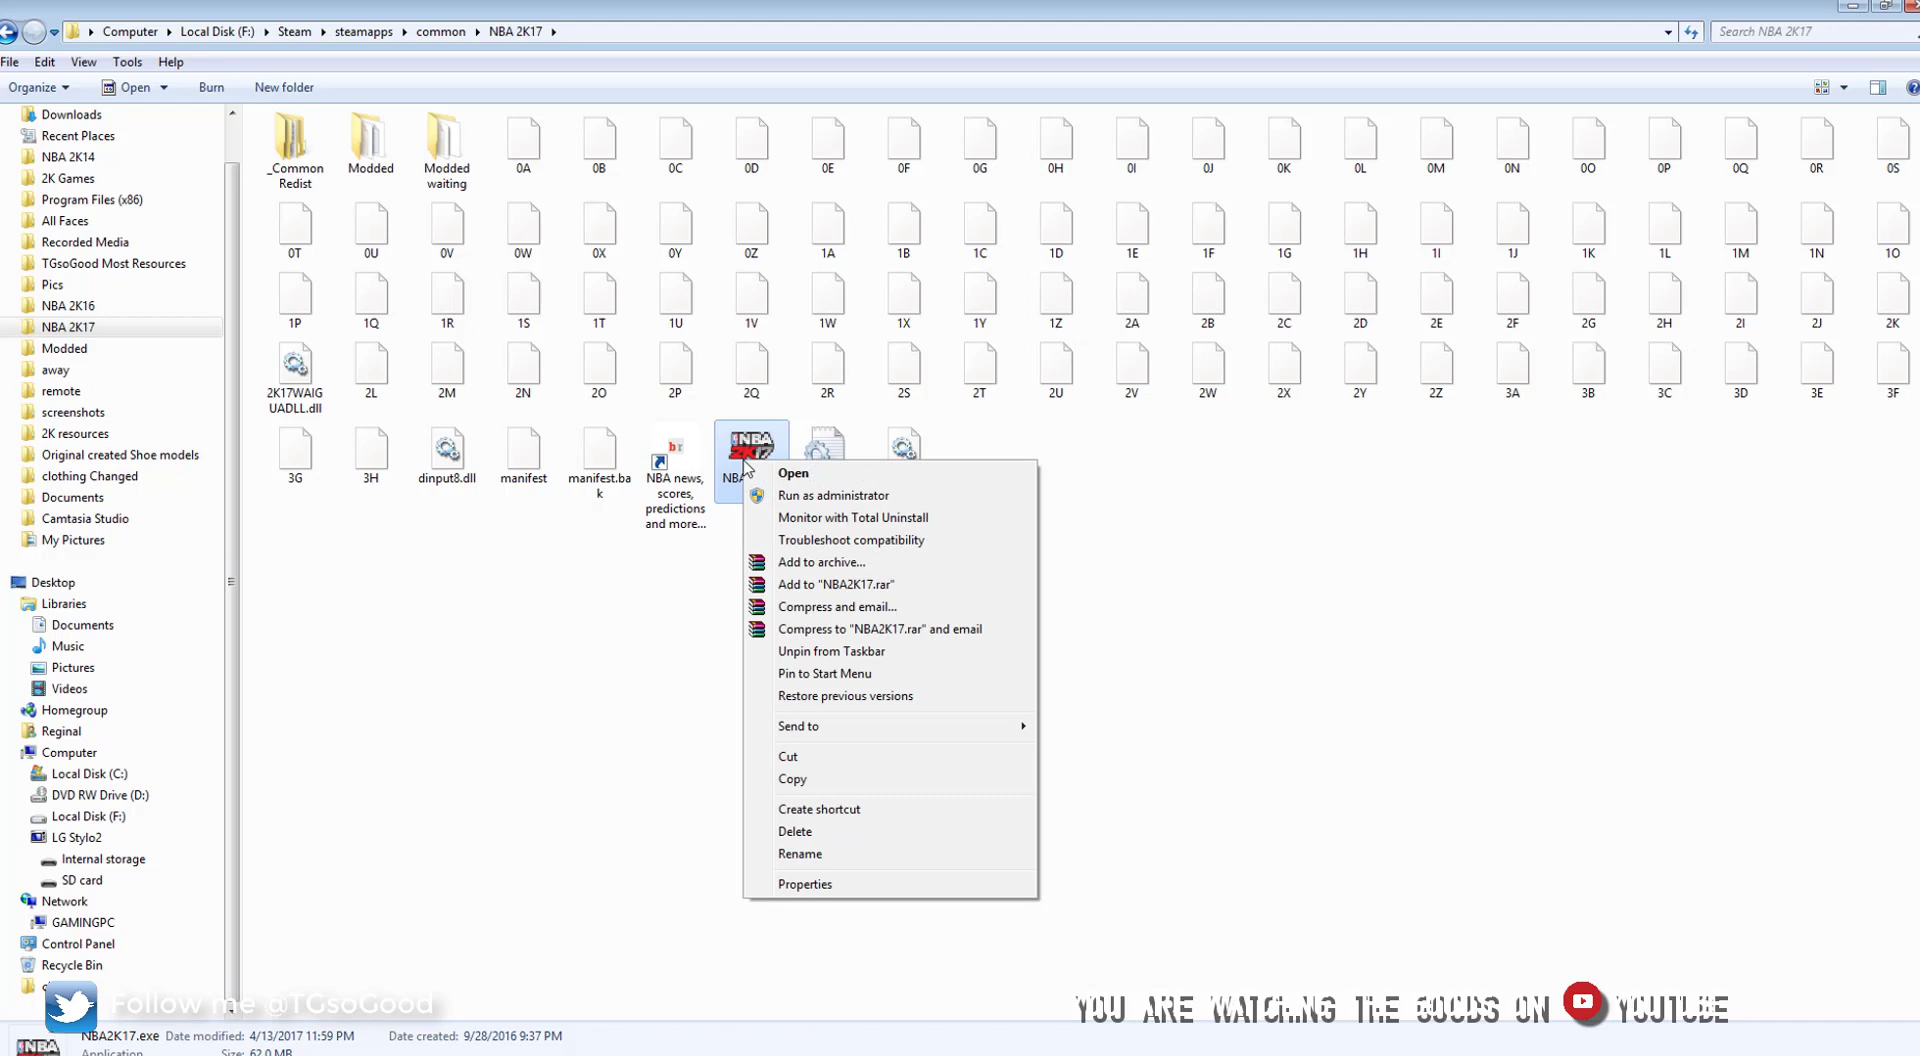 Computer Local Disk (F:) Steam steamapps common NBA 2K17
Search NBA 2K17
File Edit View Tools Help
Organize Open Burn New folder
Downloads
Recent Places
NBA 2K14
2K Games
Program Files (x86)
All Faces
Recorded Media
TGsoGood Most Resources
Pics
NBA 2K16
NBA 2K17
Modded
away
remote
screenshots
2K resources
Original created Shoe models
clothing Changed
Documents
Camtasia Studio
My Pictures
Desktop
Libraries
Documents
Music
Pictures
Videos
Homegroup
Reginal
Computer
Local Disk (C:)
DVD RW Drive (D:)
Local Disk (F:)
LG Stylo2
Internal storage
SD card
Network
GAMINGPC
Control Panel
Recycle Bin
_Common Redist
Modded
Modded waiting
0A 0B 0C 0D 0E 0F 0G 0H 0I 0J 0K 0L 0M 0N 0O 0P 0Q 0R 0S
0T 0U 0V 0W 0X 0Y 0Z 1A 1B 1C 1D 1E 1F 1G 1H 1I 1J 1K 1L 1M 1N 1O
1P 1Q 1R 1S 1T 1U 1V 1W 1X 1Y 1Z 2A 2B 2C 2D 2E 2F 2G 2H 2I 2J 2K
2K17WAIG
UADLL.dll
2L 2M 2N 2O 2P 2Q 2R 2S 2T 2U 2V 2W 2X 2Y 2Z 3A 3B 3C 3D 3E 3F
3G 3H dinput8.dll manifest manifest.ba
k
br
NBA news,
scores,
predictions
and more...
NBA
2K17
Open
Run as administrator
Monitor with Total Uninstall
Troubleshoot compatibility
Add to archive...
Add to "NBA2K17.rar"
Compress and email...
Compress to "NBA2K17.rar" and email
Unpin from Taskbar
Pin to Start Menu
Restore previous versions
Send to
Cut
Copy
Create shortcut
Delete
Rename
Properties
Follow me @TGsoGood
YOU ARE WATCHING THE GOODS ON YOUTUBE
NBA2K17.exe Date modified: 4/13/2017 11:59 PM Date created: 9/28/2016 9:37 PM
Application Size: 62.0 MB